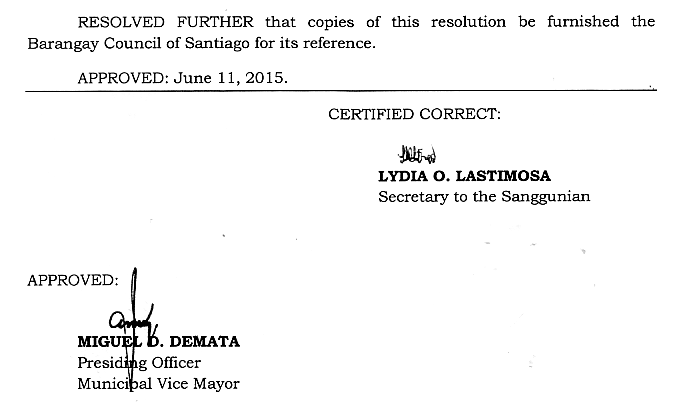 RESOLVED FURTHER that copies of this resolution be furnished the
Barangay Council of Santiago for its reference.
APPROVED: June 11, 2015.
CERTIFIED CORRECT:
LYDIA O. LASTIMOSA
Secretary to the Sanggunian
APPROVED:
MIGUEL D. DEMATA
Presiding Officer
Municipal Vice Mayor